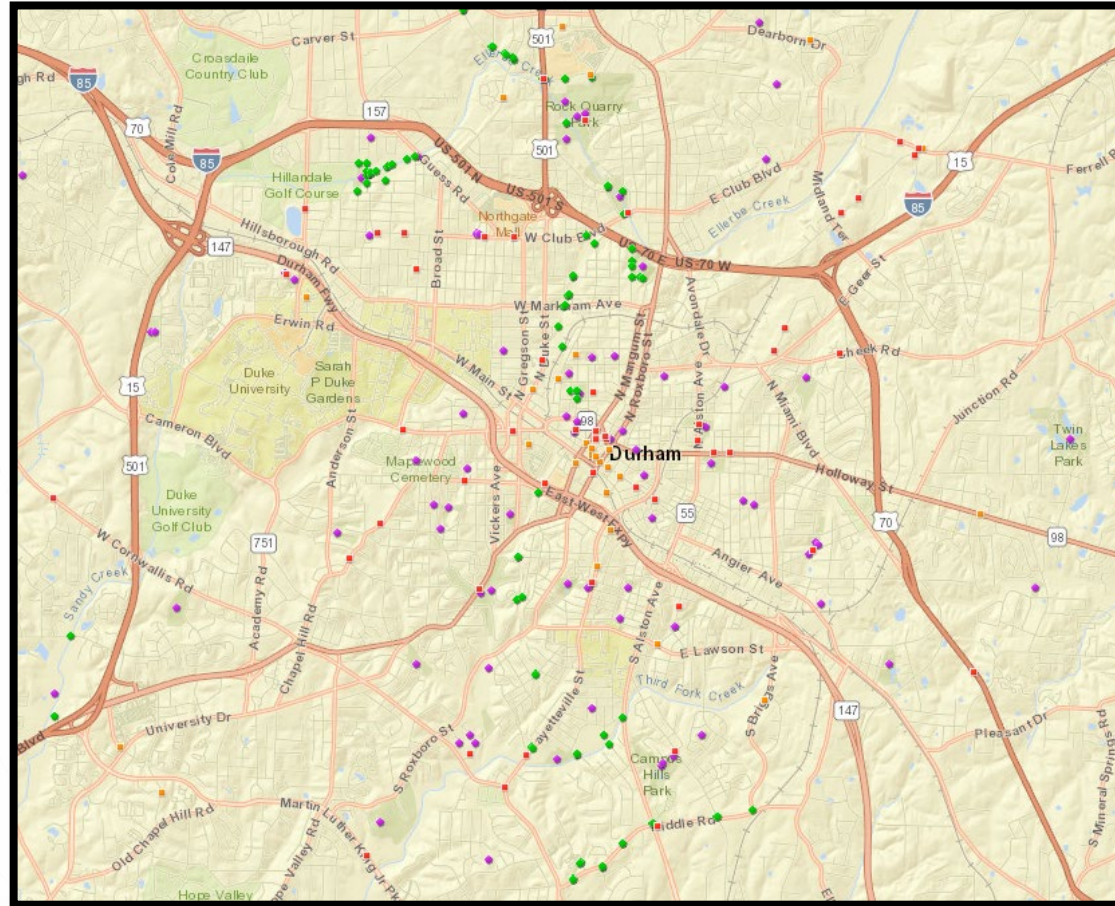 Carver St
Croasdaile
Country Club
501
Ellerbe Creek
Dearborn Dr
gh Rd
85
157
Rock Quarry
Park
70
Cole Mill Rd
85
US-501 N
US-501 S
501
15
Ferrell R
Hillandale
Golf Course
Guess Rd
E Club Blvd
Midland Ter
Ellerbe Creek
85
Northgate
Mall
W Club Blvd
147
Hillsborough Rd
Broad St
US-70 E
US-70 W
Durham Fwy
E Geer St
W Markham Ave
Avondale Dr
Erwin Rd
N Gregson St
N Duke St
N Mangum St
N Roxboro St
Cheek Rd
Sarah
P Duke
Gardens
Duke
University
W Main St
15
N Alston Ave
N Miami Blvd
Junction Rd
98
Cameron Blvd
Anderson St
Twin
Lakes
Park
501
Durham
Maplewood
Cemetery
Holloway St
Vickers Ave
Duke
University
Golf Club
East-West Expy
55
70
751
98
W Cornwallis Rd
Angier Ave
Sandy Creek
Academy Rd
Chapel Hill Rd
S Alston Ave
E Lawson St
Third Fork Creek
S Briggs Ave
147
Fayetteville St
University Dr
Blvd
Pleasant Dr
S Roxboro St
Campus
Hills
Park
S Mineral Springs Rd
Old Chapel Hill Rd
Martin Luther King Jr Pk
Riddle Rd
Hope Valley Rd
Hope Valley